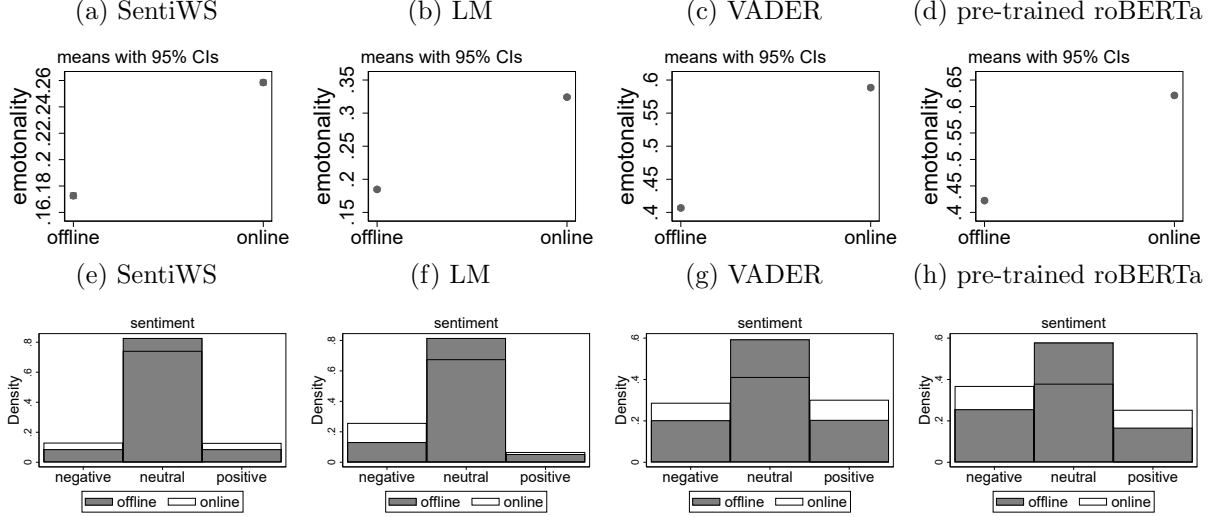 (a) SentiWS
(b) LM
(c) VADER
(d) pre-trained roBERTa
means with 95% CIs
emotonality
.16 .18 .2 .22 .24 .26
offline online
means with 95% CIs
emotonality
.15 .2 .25 .3 .35
offline online
means with 95% CIs
emotonality
.4 .45 .5 .55 .6
offline online
means with 95% CIs
emotonality
.4 .45 .5 .55 .6 .65
offline online
(e) SentiWS
(f) LM
(g) VADER
(h) pre-trained roBERTa
sentiment
Density
0 .2 .4 .6 .8
negative neutral positive
offline online
sentiment
Density
0 .2 .4 .6 .8
negative neutral positive
offline online
sentiment
Density
0 .2 .4 .6
negative neutral positive
offline online
sentiment
Density
0 .2 .4 .6
negative neutral positive
offline online